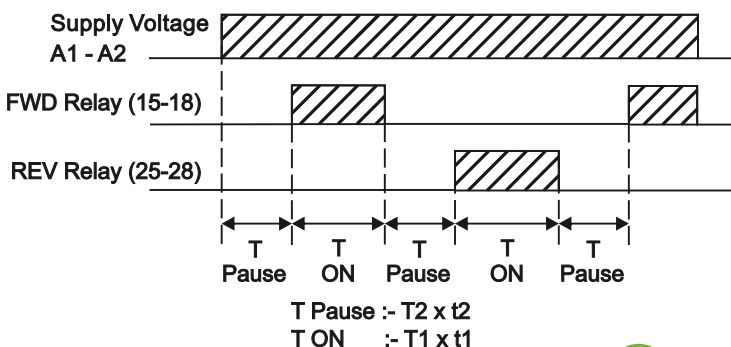 Supply Voltage
A1 - A2
FWD Relay (15-18)
REV Relay (25-28)
T T T T T
Pause ON Pause ON Pause
T Pause :- T2 x t2
T ON :- T1 x t1